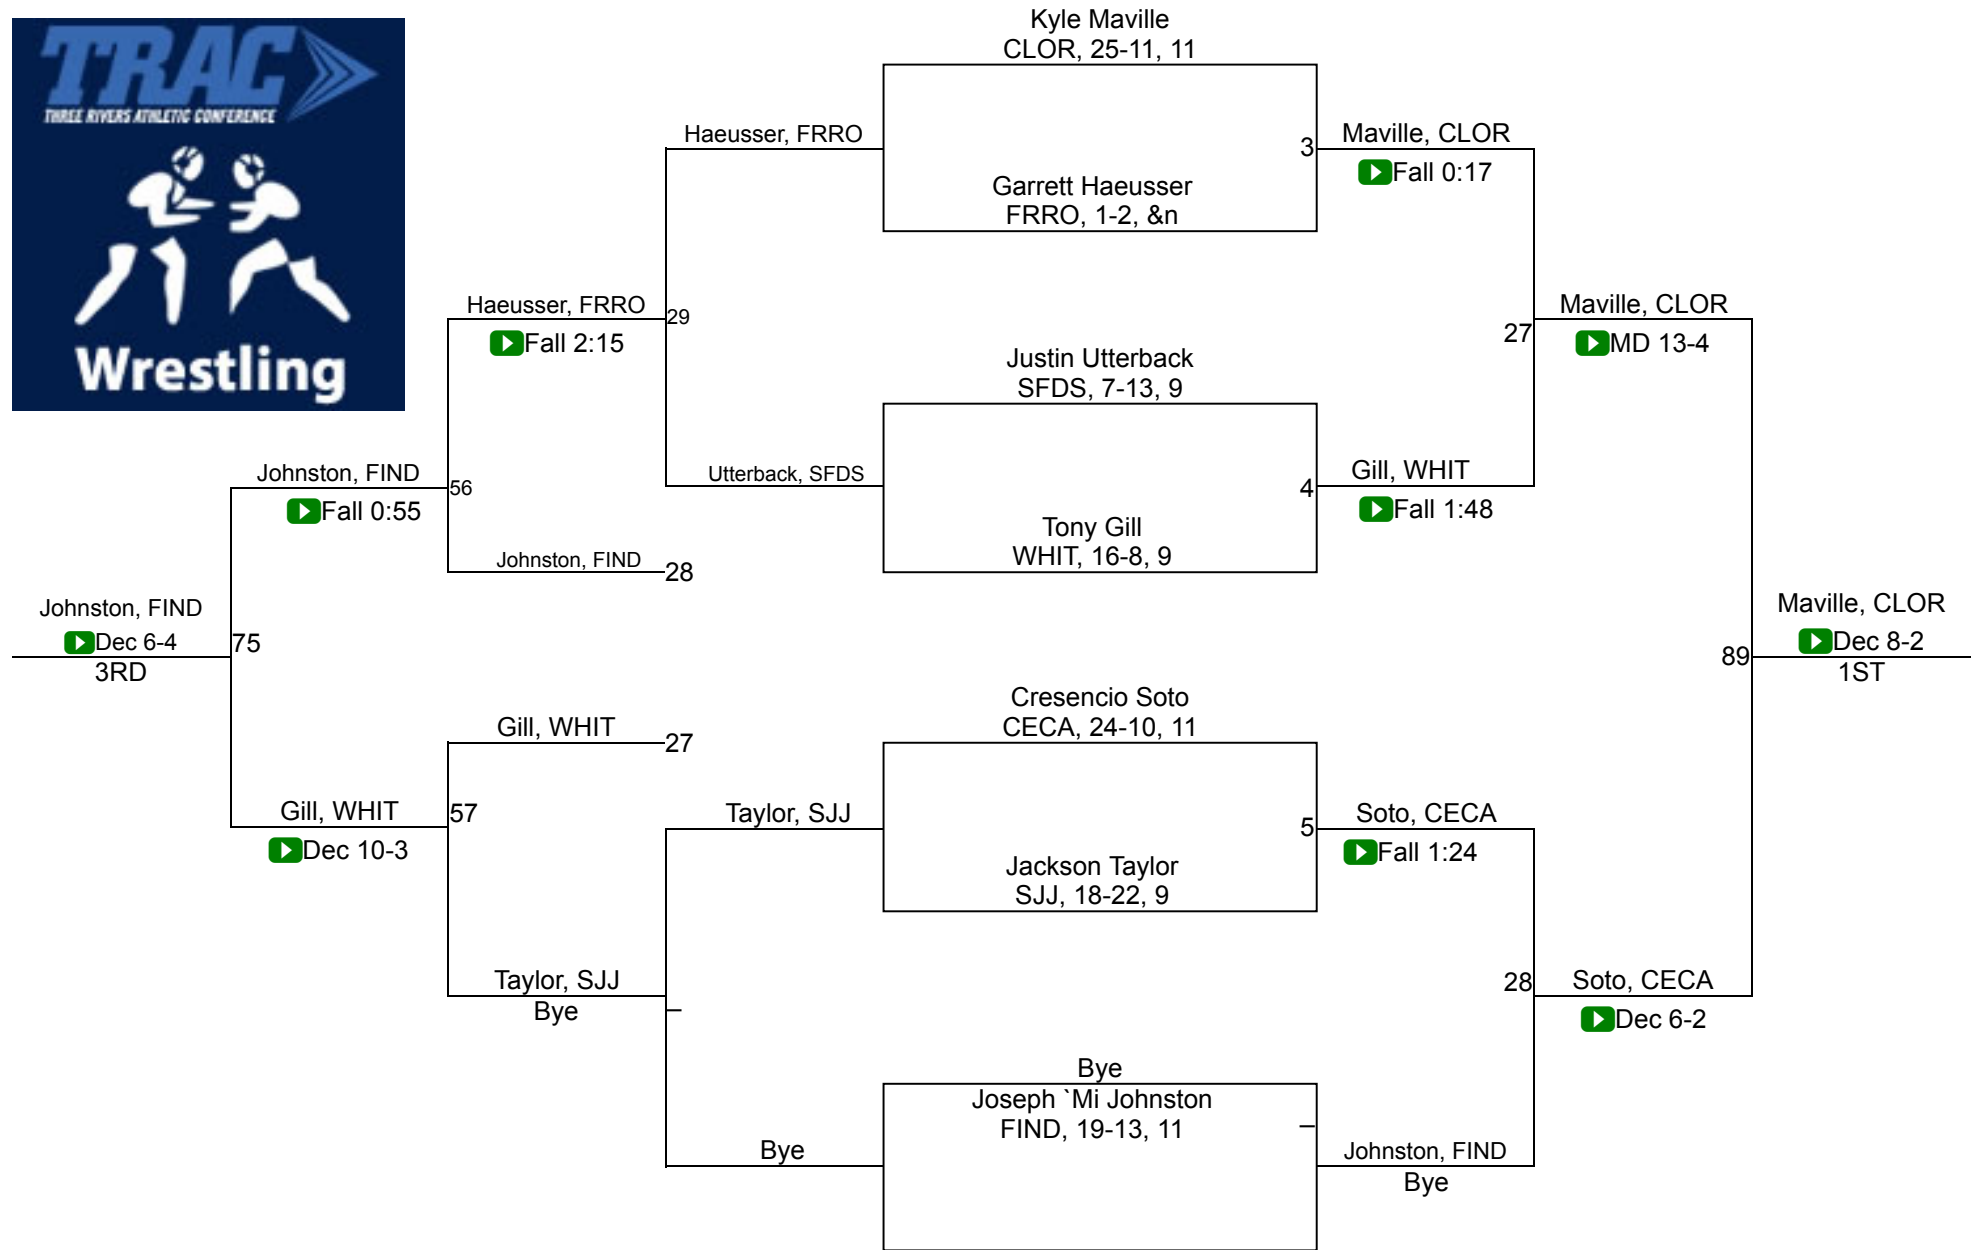 TRAC
THREE RIVERS ATHLETIC CONFERENCE
Wrestling
Kyle Maville
CLOR, 25-11, 11
Haeusser, FRRO
3
Maville, CLOR
Fall 0:17
Garrett Haeusser
FRRO, 1-2, &n
Haeusser, FRRO
29
Fall 2:15
Maville, CLOR
27
MD 13-4
Justin Utterback
SFDS, 7-13, 9
Johnston, FIND
56
Fall 0:55
Utterback, SFDS
4
Gill, WHIT
Fall 1:48
Tony Gill
WHIT, 16-8, 9
Johnston, FIND
28
Johnston, FIND
Dec 6-4
75
3RD
Maville, CLOR
89
Dec 8-2
1ST
Cresencio Soto
CECA, 24-10, 11
Gill, WHIT
27
Gill, WHIT
57
Dec 10-3
Taylor, SJJ
5
Soto, CECA
Fall 1:24
Jackson Taylor
SJJ, 18-22, 9
Taylor, SJJ
Bye
28
Soto, CECA
Dec 6-2
Bye
Joseph `Mi Johnston
FIND, 19-13, 11
Bye
Johnston, FIND
Bye